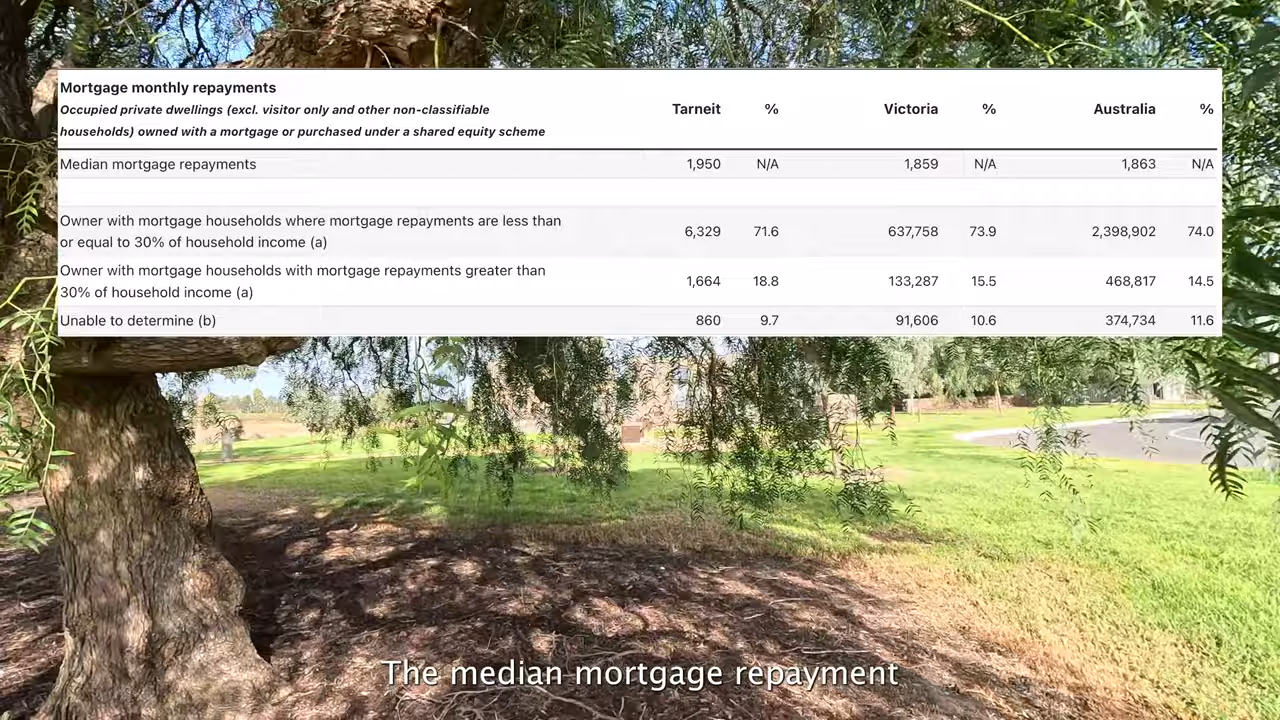 Mortgage monthly repayments
Occupied private dwellings (excl. visitor only and other non-classifiable
households) owned with a mortgage or purchased under a shared equity scheme
Tarneit % Victoria % Australia %
Median mortgage repayments 1,950 N/A 1,859 N/A 1,863 N/A
Owner with mortgage households where mortgage repayments are less than
or equal to 30% of household income (a) 6,329 71.6 637,758 73.9 2,398,902 74.0
Owner with mortgage households with mortgage repayments greater than
30% of household income (a) 1,664 18.8 133,287 15.5 468,817 14.5
Unable to determine (b) 860 9.7 91,606 10.6 374,734 11.6
The median mortgage repayment